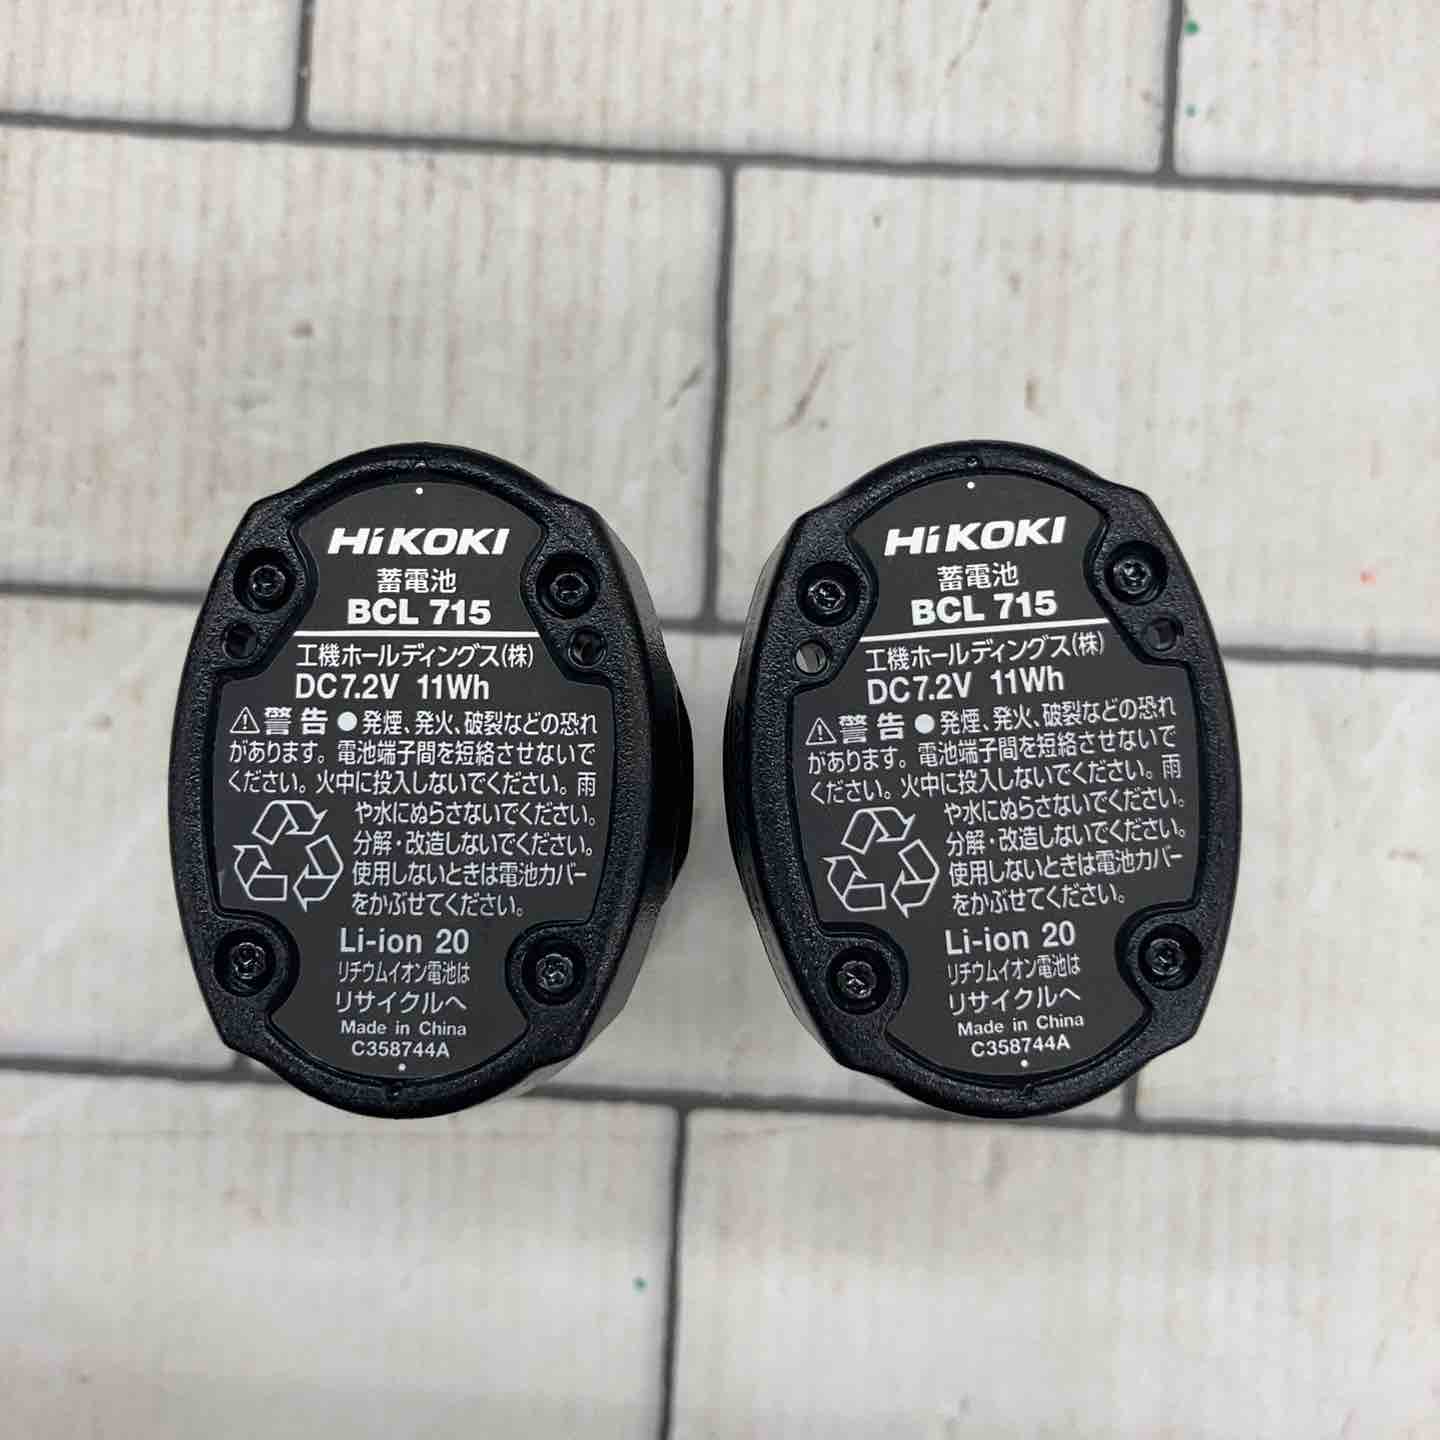 HiKOKI
蓄電池
BCL 715
工機ホールディングス(株)
DC7.2V 11Wh
⚠警告 ●発煙、発火、破裂などの恐れ
があります。電池端子間を短絡させないで
ください。火中に投入しないでください。雨
や水にぬらさないでください。
分解・改造しないでください。
使用しないときは電池カバー
をかぶせてください。
Li-ion 20
リチウムイオン電池は
リサイクルへ
Made in China
C358744A
HiKOKI
蓄電池
BCL 715
工機ホールディングス(株)
DC7.2V 11Wh
⚠警告 ●発煙、発火、破裂などの恐れ
があります。電池端子間を短絡させないで
ください。火中に投入しないでください。雨
や水にぬらさないでください。
分解・改造しないでください。
使用しないときは電池カバー
をかぶせてください。
Li-ion 20
リチウムイオン電池は
リサイクルへ
Made in China
C358744A